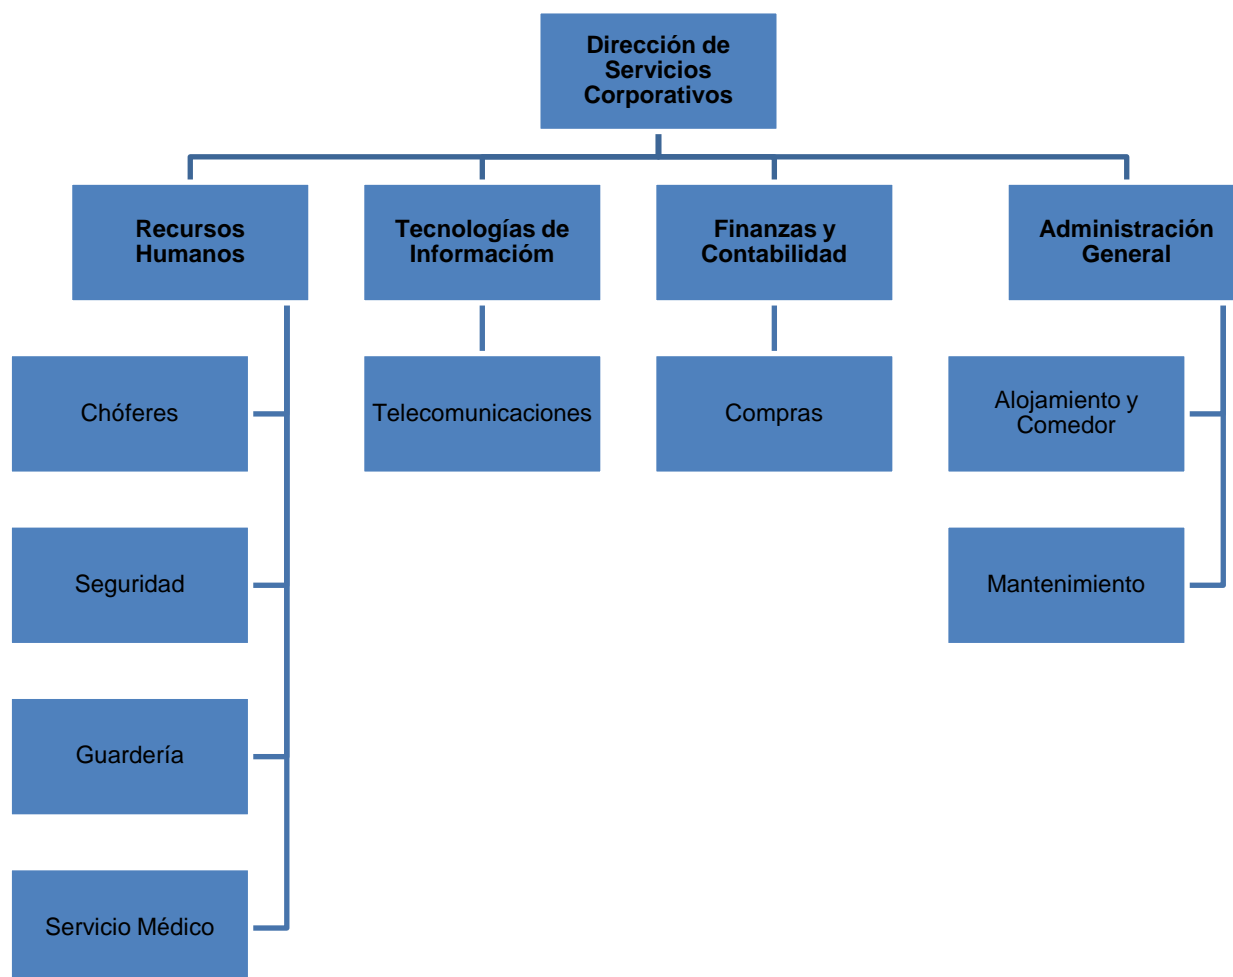 Dirección de
Servicios
Corporativos
Recursos
Humanos
Tecnologías de
Informacióm
Finanzas y
Contabilidad
Administración
General
Chóferes
Telecomunicaciones
Compras
Alojamiento y
Comedor
Seguridad
Mantenimiento
Guardería
Servicio Médico